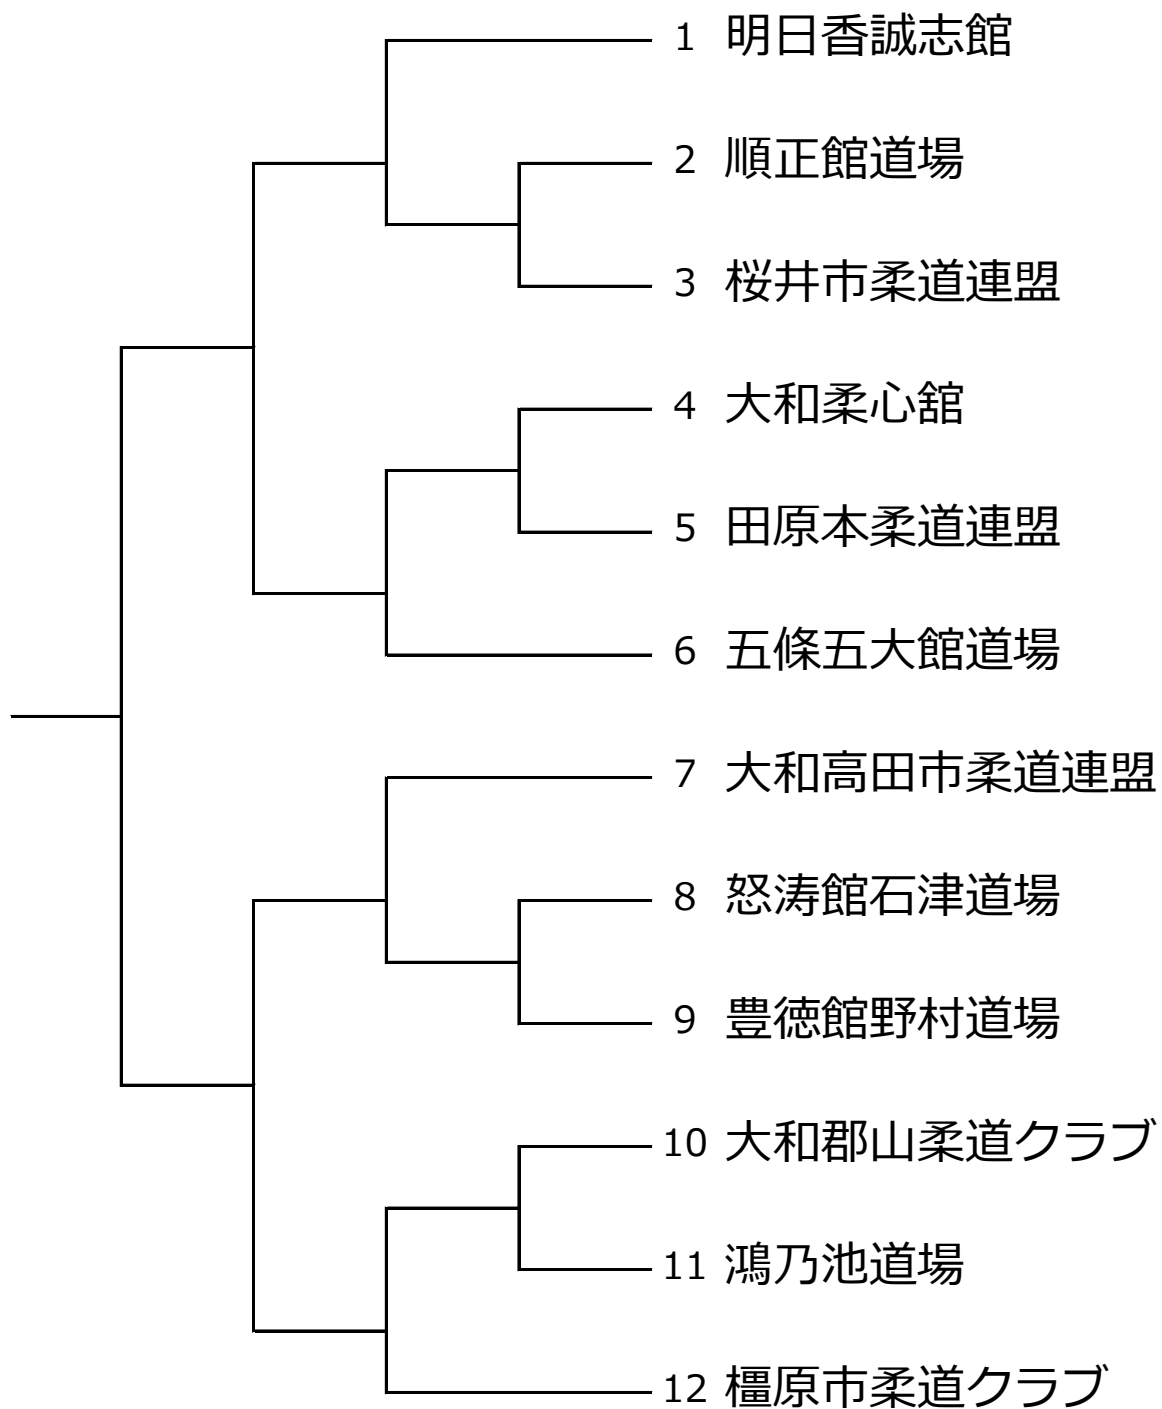 1 明日香誠志館
2 順正館道場
3 桜井市柔道連盟
4 大和柔心舘
5 田原本柔道連盟
6 五條五大館道場
7 大和高田市柔道連盟
8 怒涛館石津道場
9 豊徳館野村道場
10 大和郡山柔道クラブ
11 鴻乃池道場
12 橿原市柔道クラブ